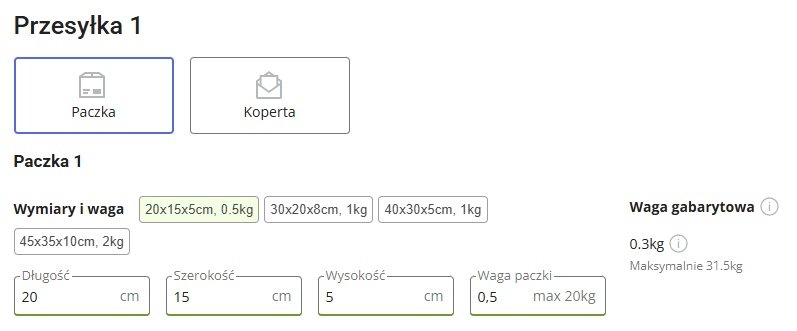 Przesyłka 1
Paczka
Koperta
Paczka 1
Wymiary i waga
20x15x5cm, 0.5kg
30x20x8cm, 1kg
40x30x5cm, 1kg
45x35x10cm, 2kg
Waga gabarytowa
0.3kg
Maksymalnie 31.5kg
Długość
20 cm
Szerokość
15 cm
Wysokość
5 cm
Waga paczki
0,5 max 20kg